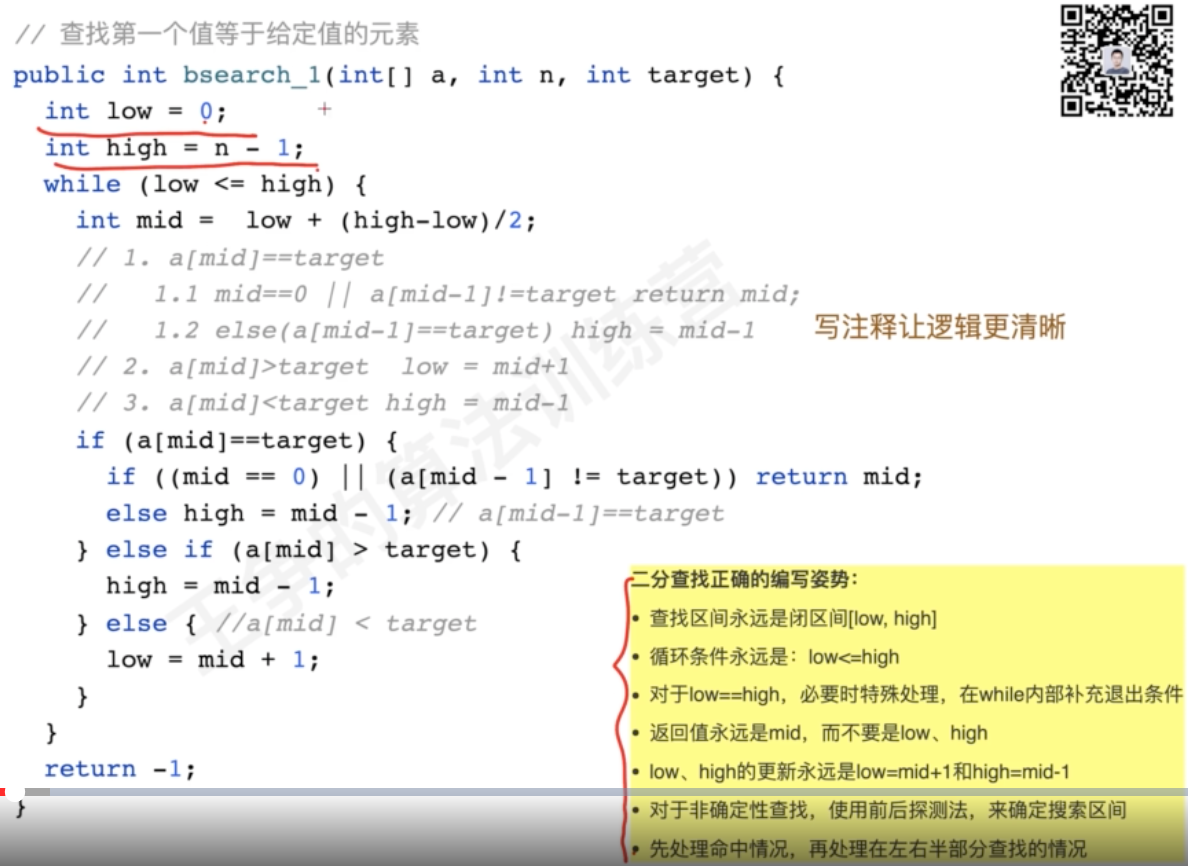 // 查找第一个值等于给定值的元素
public int bsearch_1(int[] a, int n, int target) {
int low = 0;
int high = n - 1;
while (low <= high) {
int mid =  low + (high-low)/2;
// 1. a[mid]==target
//   1.1 mid==0 || a[mid-1]!=target return mid;
//   1.2 else(a[mid-1]==target) high = mid-1
写注释让逻辑更清晰
// 2. a[mid]>target  low = mid+1
// 3. a[mid]<target high = mid-1
if (a[mid]==target) {
if ((mid == 0) || (a[mid - 1] != target)) return mid;
else high = mid - 1; // a[mid-1]==target
} else if (a[mid] > target) {
high = mid - 1;
} else { //a[mid] < target
low = mid + 1;
}
}
return -1;
}
二分查找正确的编写姿势：
• 查找区间永远是闭区间[low, high]
• 循环条件永远是：low<=high
• 对于low==high，必要时特殊处理，在while内部补充退出条件
• 返回值永远是mid，而不要是low、high
• low、high的更新永远是low=mid+1和high=mid-1
• 对于非确定性查找，使用前后探测法，来确定搜索区间
• 先处理命中情况，再处理在左右半部分查找的情况
王争的算法训练营